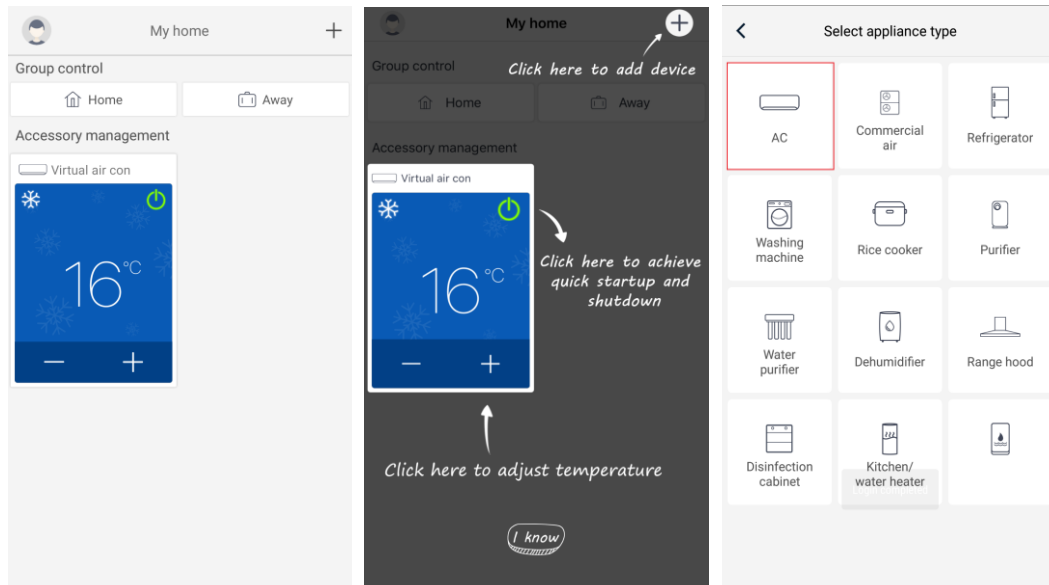 My home
Group control
Home
Away
Accessory management
Virtual air con
16°C
My home
Click here to add device
Group control
Home
Away
Accessory management
Virtual air con
16°C
Click here to achieve
quick startup and
shutdown
Click here to adjust temperature
I know
Select appliance type
AC
Commercial
air
Refrigerator
Washing
machine
Rice cooker
Purifier
Water
purifier
Dehumidifier
Range hood
Disinfection
cabinet
Kitchen/
water heater